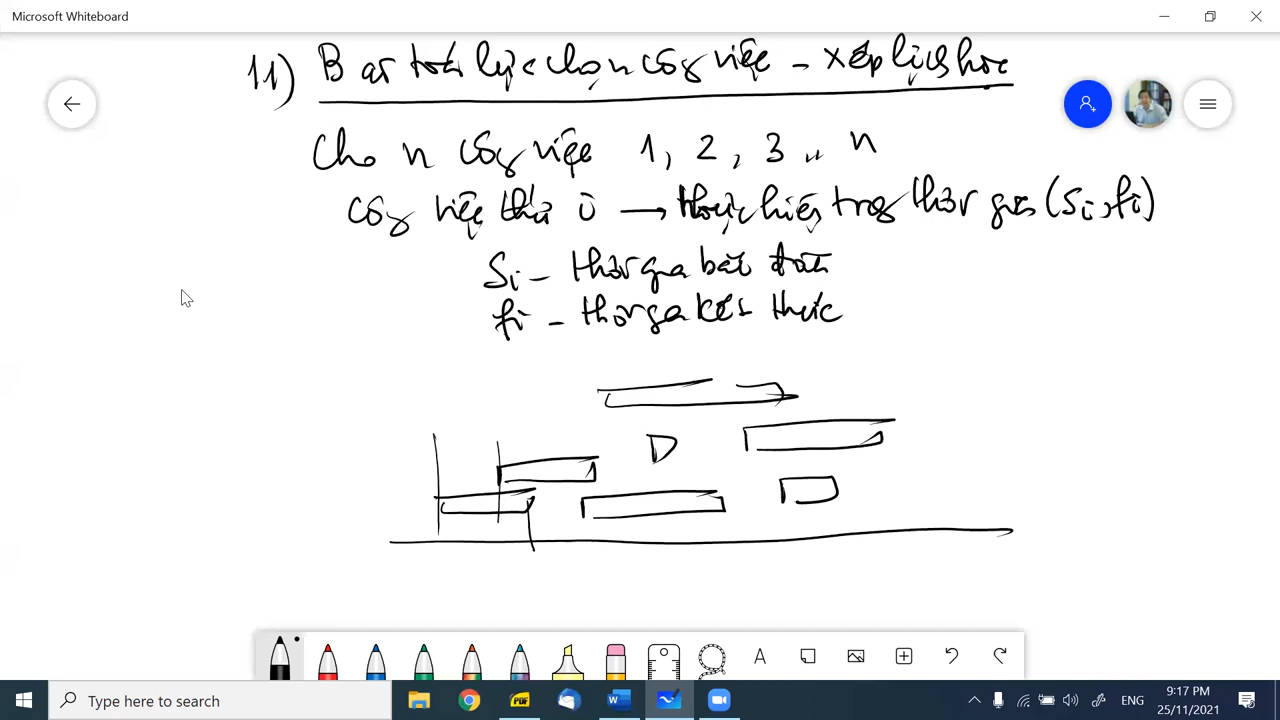 Microsoft Whiteboard
11) Bài toán lựa chọn công việc - xếp lịch học
Cho n công việc 1, 2, 3 .. n
công việc thứ i → thực hiện trong thời gian (Si, fi)
Si - thời gian bắt đầu
fi - thời gian kết thúc
Type here to search
ENG
9:17 PM
25/11/2021